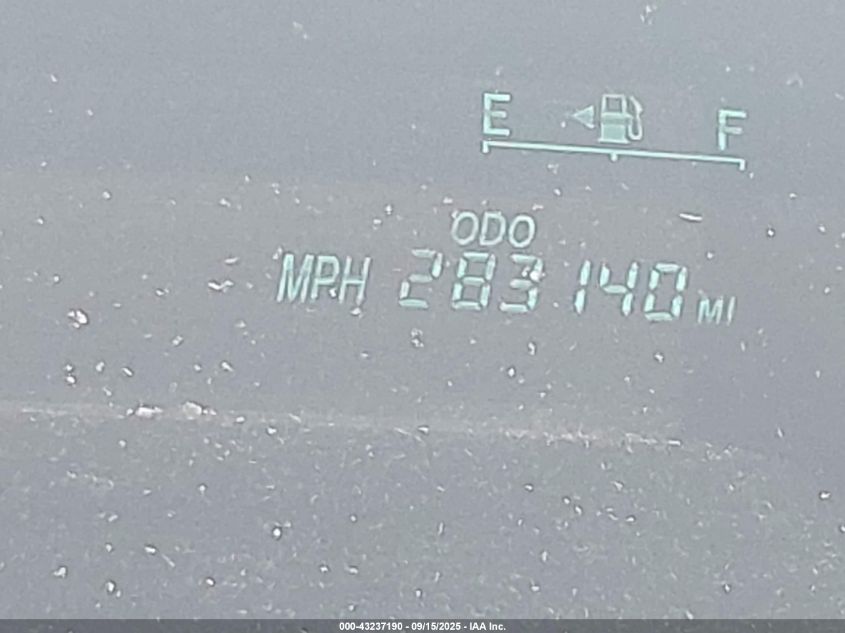 E F
ODO
MPH 283140 MI
000-43237190 - 09/15/2025 - IAA Inc.